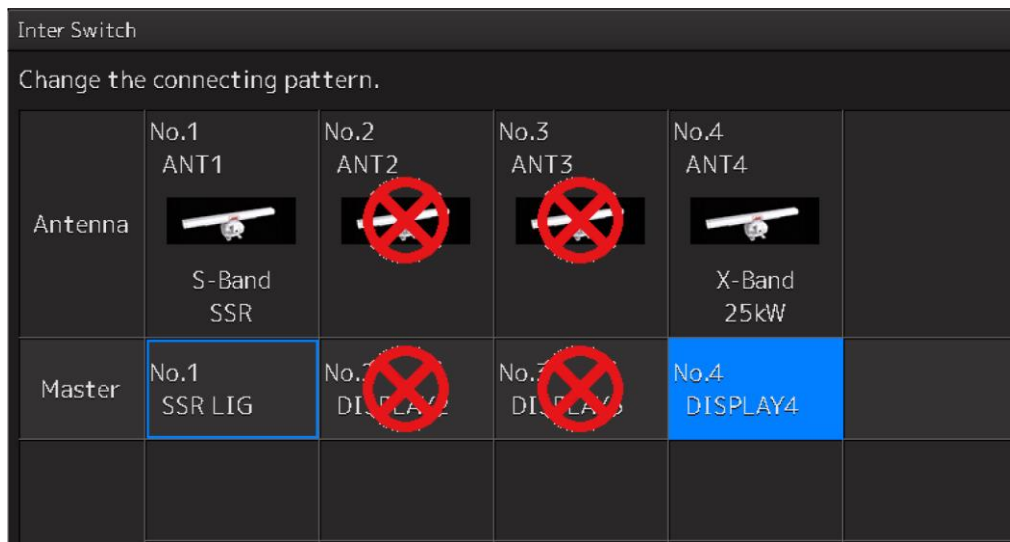 Inter Switch
Change the connecting pattern.
No.1
ANT1
No.2
ANT2
No.3
ANT3
No.4
ANT4
Antenna
S-Band
SSR
X-Band
25kW
Master
No.1
SSR LIG
No.4
DISPLAY4